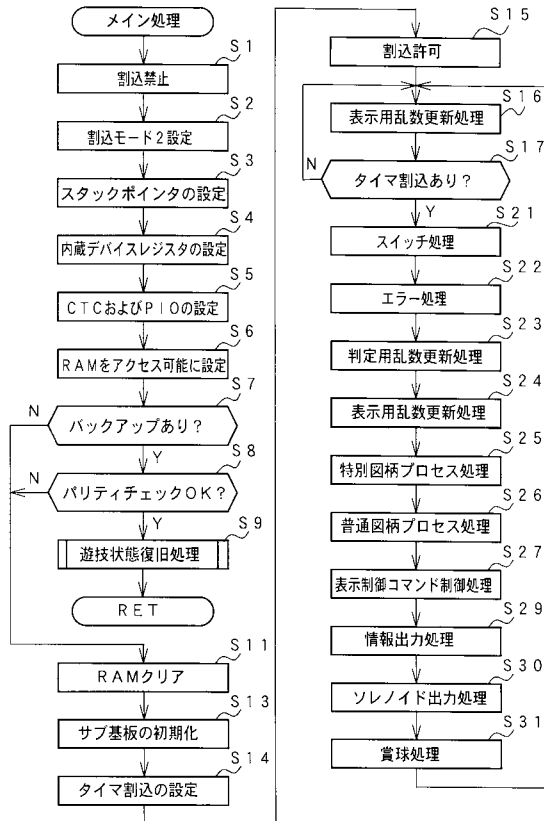 メイン処理
S1
割込禁止
S2
割込モード2設定
S3
スタックポインタの設定
S4
内蔵デバイスレジスタの設定
S5
CTCおよびPIOの設定
S6
RAMをアクセス可能に設定
S7
N
バックアップあり?
Y
S8
N
パリティチェックOK?
Y
S9
遊技状態復旧処理
RET
S11
RAMクリア
S13
サブ基板の初期化
S14
タイマ割込の設定
S15
割込許可
S16
表示用乱数更新処理
S17
N
タイマ割込あり?
Y
S21
スイッチ処理
S22
エラー処理
S23
判定用乱数更新処理
S24
表示用乱数更新処理
S25
特別図柄プロセス処理
S26
普通図柄プロセス処理
S27
表示制御コマンド制御処理
S29
情報出力処理
S30
ソレノイド出力処理
S31
賞球処理